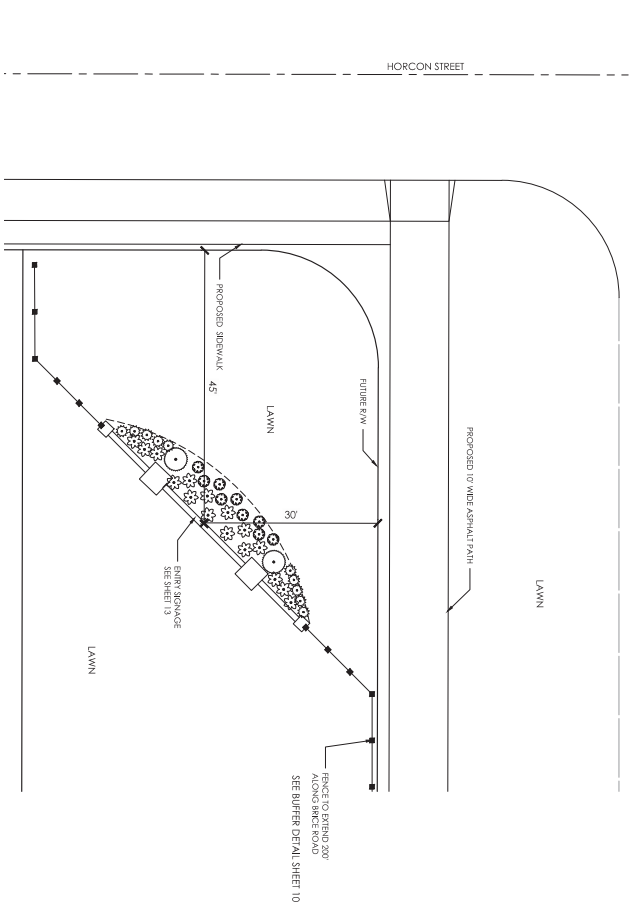 HORCON STREET
PROPOSED SIDEWALK
45'
LAWN
FUTURE R/W
PROPOSED 10' WIDE ASPHALT PATH
LAWN
30'
ENTRY SIGNAGE
SEE SHEET 13
LAWN
FENCE TO EXTEND 200'
ALONG BRICE ROAD
SEE BUFFER DETAIL SHEET 10